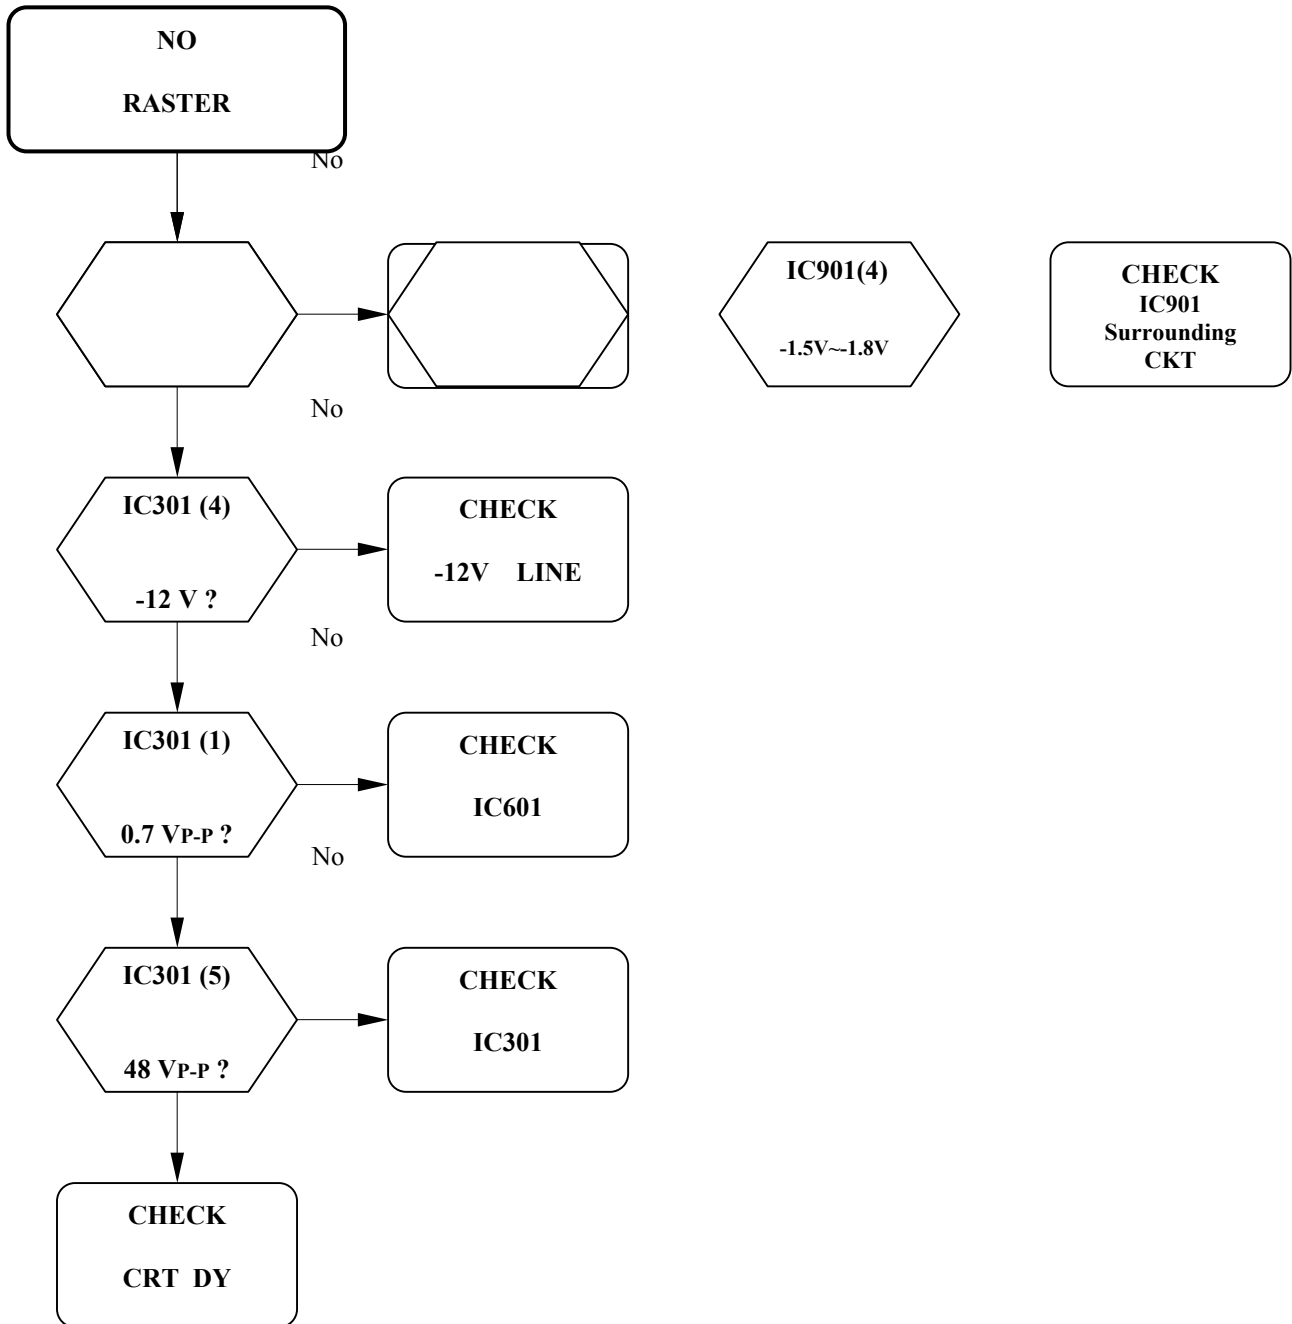 NO
RASTER
No
IC901(4)
-1.5V~-1.8V
CHECK
IC901
Surrounding
CKT
No
IC301 (4)
-12 V ?
CHECK
-12V LINE
No
IC301 (1)
0.7 VP-P ?
CHECK
IC601
No
IC301 (5)
48 VP-P ?
CHECK
IC301
CHECK
CRT DY